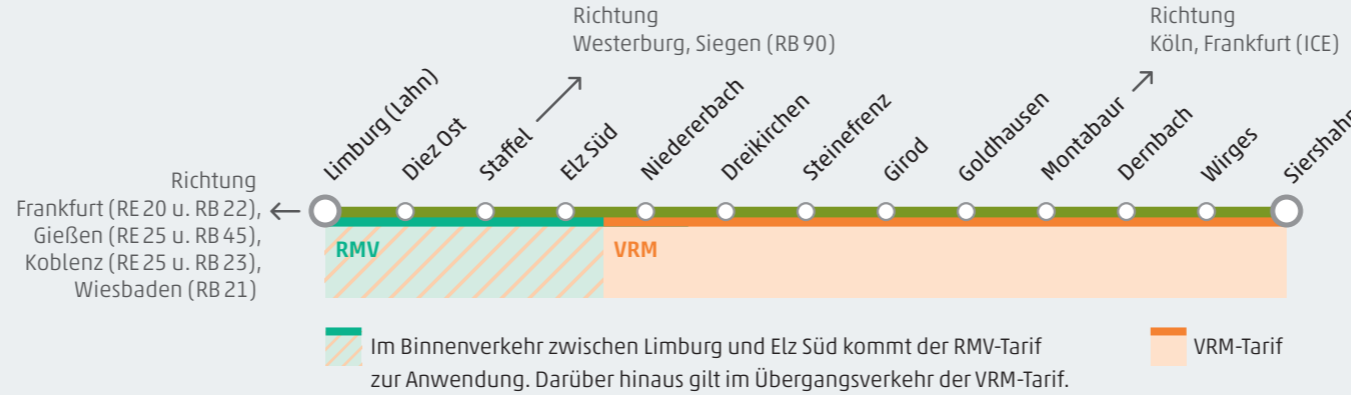 Richtung
Westerburg, Siegen (RB 90)
Richtung
Köln, Frankfurt (ICE)
Limburg (Lahn)
Diez Ost
Staffel
Elz Süd
Niedererbach
Dreikirchen
Steinefrenz
Girod
Goldhausen
Montabaur
Dernbach
Wirges
Siershahn
Richtung
Frankfurt (RE 20 u. RB 22),
Gießen (RE 25 u. RB 45),
Koblenz (RE 25 u. RB 23),
Wiesbaden (RB 21)
RMV
VRM
Im Binnenverkehr zwischen Limburg und Elz Süd kommt der RMV-Tarif
zur Anwendung. Darüber hinaus gilt im Übergangsverkehr der VRM-Tarif.
VRM-Tarif